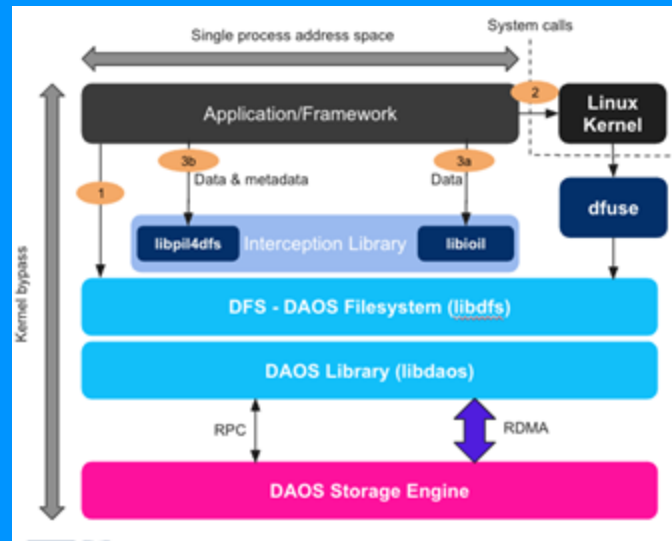 Single process address space
System calls
Application/Framework
2
Linux
Kernel
1
3b
Data & metadata
3a
Data
libpil4dfs
Interception Library
libioil
dfuse
Kernel bypass
DFS - DAOS Filesystem (libdfs)
DAOS Library (libdaos)
RPC
RDMA
DAOS Storage Engine